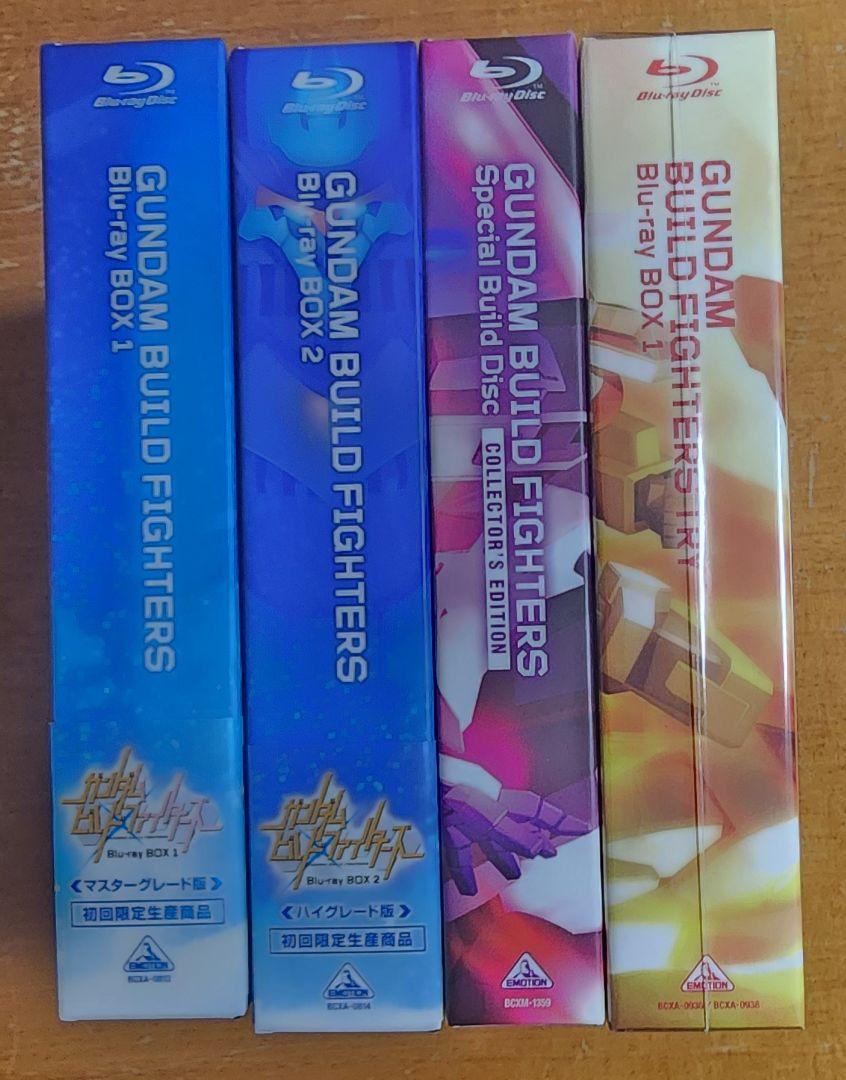 Blu-ray Disc
GUNDAM BUILD FIGHTERS
Blu-ray BOX 1
ガンダム
ビルドファイターズ
Blu-ray BOX 1
マスターグレード版
初回限定生産商品
EMOTION
Blu-ray Disc
GUNDAM BUILD FIGHTERS
Blu-ray BOX 2
ガンダム
ビルドファイターズ
Blu-ray BOX 2
ハイグレード版
初回限定生産商品
EMOTION
BCXA-0814
Blu-ray Disc
GUNDAM BUILD FIGHTERS
Special Build Disc COLLECTOR'S EDITION
EMOTION
BCXM-1359
Blu-ray Disc
GUNDAM
BUILD FIGHTERS TRY
Blu-ray BOX 1
EMOTION
BCXA-0938